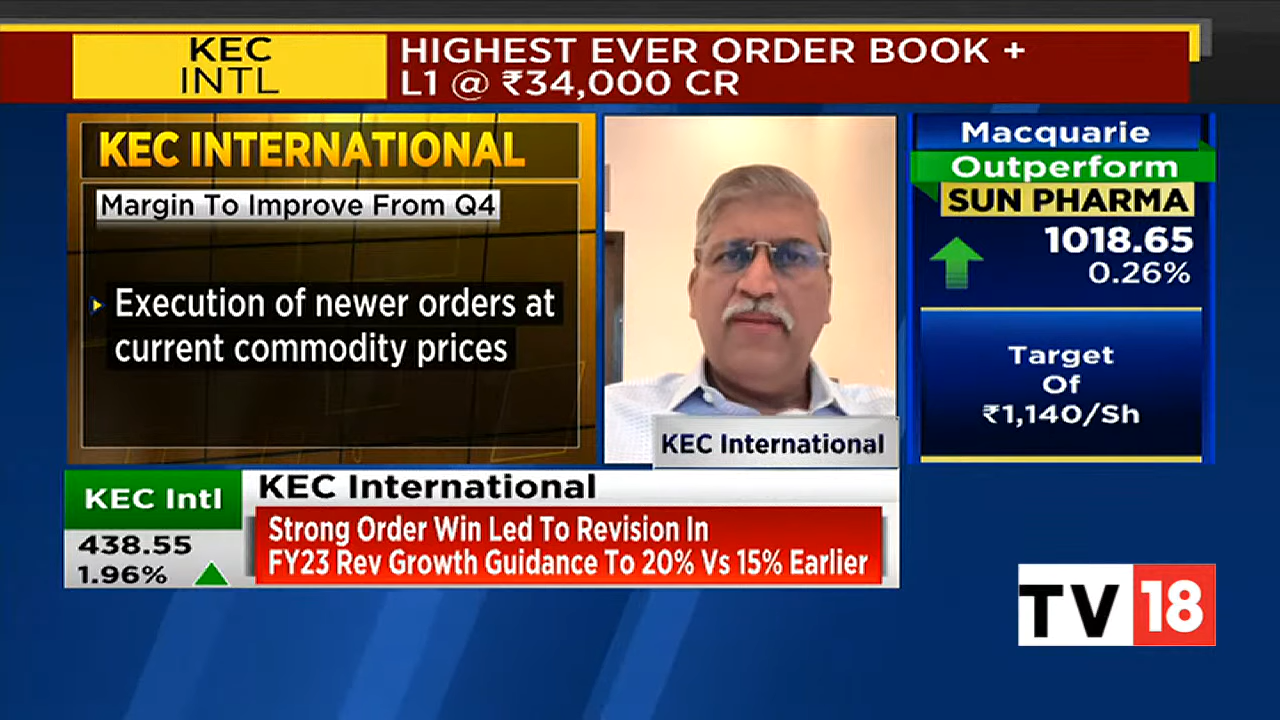 KEC
INTL
HIGHEST EVER ORDER BOOK +
L1 @ ₹34,000 CR
KEC INTERNATIONAL
Margin To Improve From Q4
Execution of newer orders at
current commodity prices
KEC International
Macquarie
Outperform
SUN PHARMA
1018.65
0.26%
Target
Of
₹1,140/Sh
KEC Intl
438.55
1.96%
KEC International
Strong Order Win Led To Revision In
FY23 Rev Growth Guidance To 20% Vs 15% Earlier
TV18